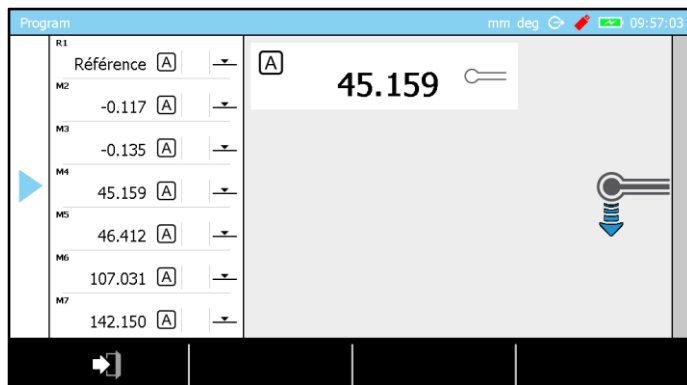 Program
mm deg 09:57:03
R1
Référence A
M2
-0.117 A
M3
-0.135 A
M4
45.159 A
M5
46.412 A
M6
107.031 A
M7
142.150 A
A
45.159